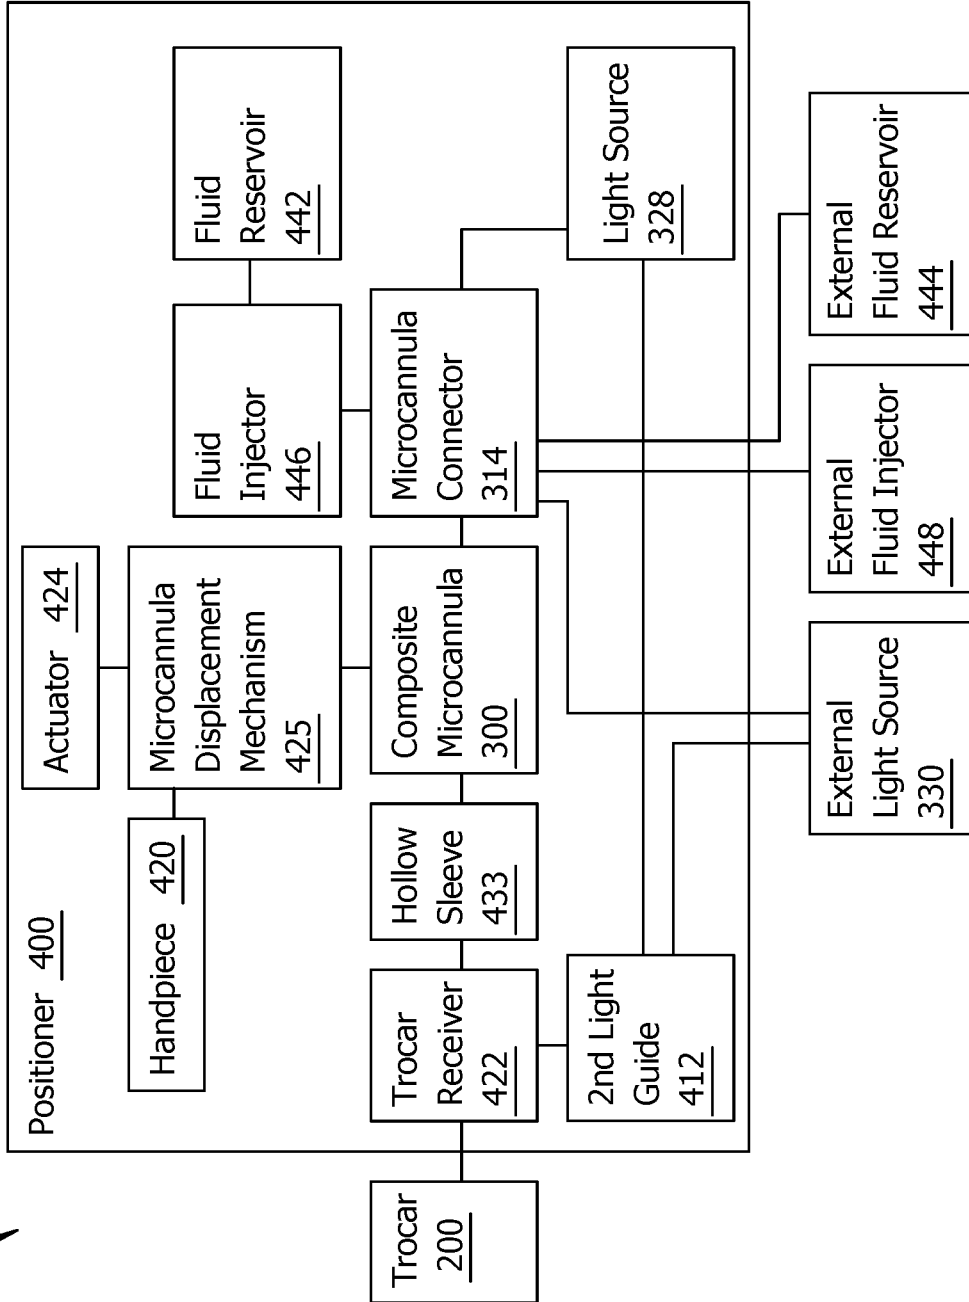 Positioner 400
Handpiece 420
Actuator 424
Microcannula
Displacement
Mechanism
425
Fluid
Injector
446
Fluid
Reservoir
442
Trocar
200
Trocar
Receiver
422
Hollow
Sleeve
433
Composite
Microcannula
300
Microcannula
Connector
314
2nd Light
Guide
412
Light Source
328
External
Light Source
330
External
Fluid Injector
448
External
Fluid Reservoir
444